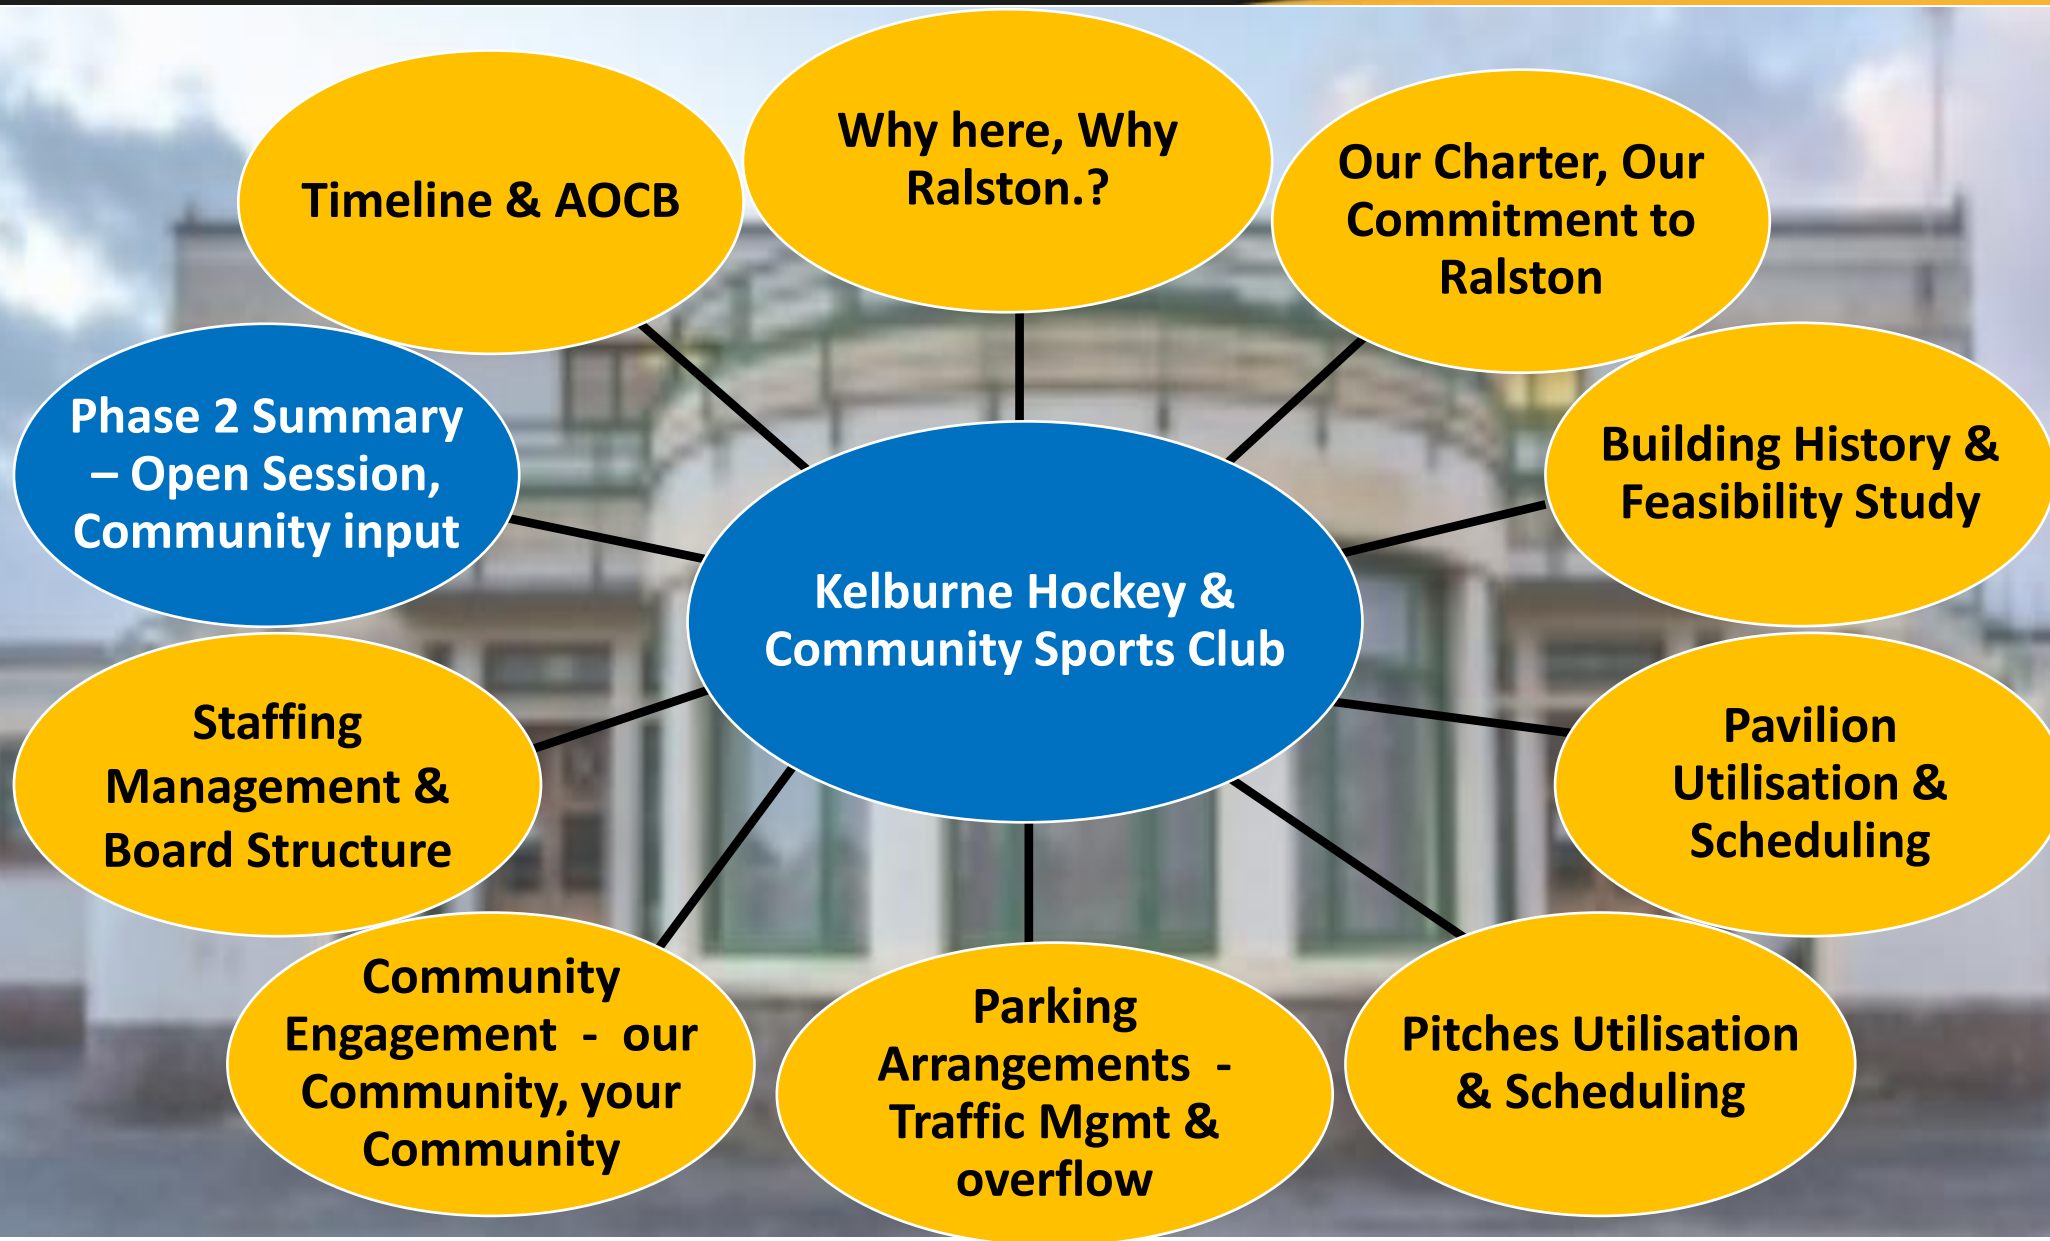 Why here, Why
Ralston.?
Our Charter, Our
Commitment to
Ralston
Building History &
Feasibility Study
Pavilion
Utilisation &
Scheduling
Pitches Utilisation
& Scheduling
Parking
Arrangements  -
Traffic Mgmt &
overflow
Community
Engagement  -  our
Community, your
Community
Staffing
Management &
Board Structure
Phase 2 Summary
– Open Session,
Community input
Timeline & AOCB
Kelburne Hockey &
Community Sports Club